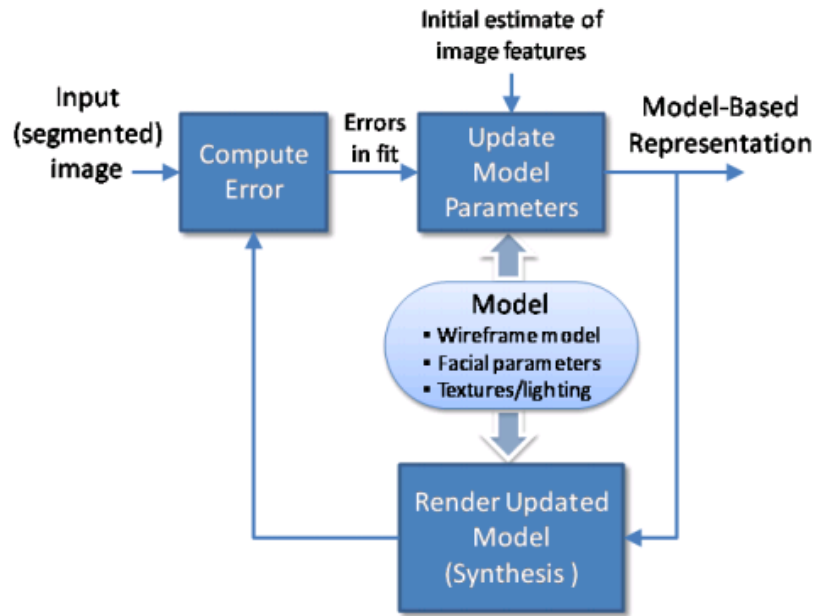 Initial estimate of
image features
Input
(segmented)
image
Compute
Error
Errors
in fit
Update
Model
Parameters
Model-Based
Representation
Model
▪ Wireframe model
▪ Facial parameters
▪ Textures/lighting
Render Updated
Model
(Synthesis )